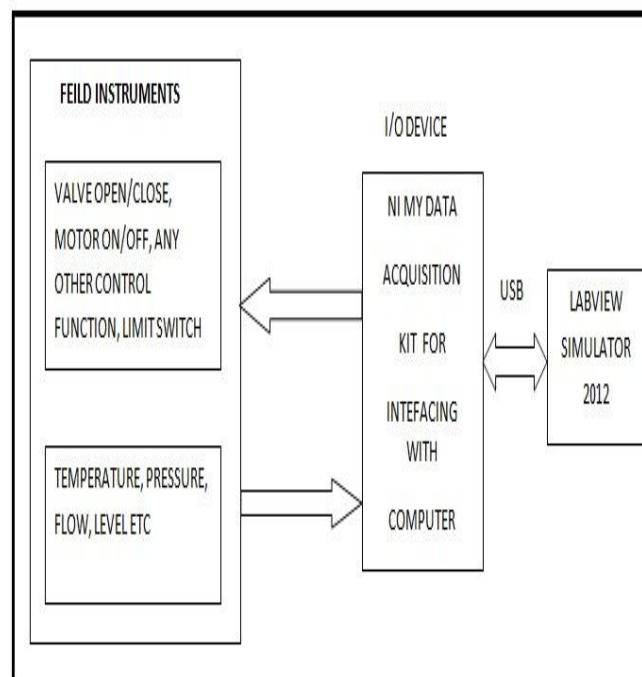 FEILD INSTRUMENTS
VALVE OPEN/CLOSE,
MOTOR ON/OFF, ANY
OTHER CONTROL
FUNCTION, LIMIT SWITCH
TEMPERATURE, PRESSURE,
FLOW, LEVEL ETC
I/O DEVICE
NI MY DATA
ACQUISITION
KIT FOR
INTEFACING
WITH
COMPUTER
USB
LABVIEW
SIMULATOR
2012